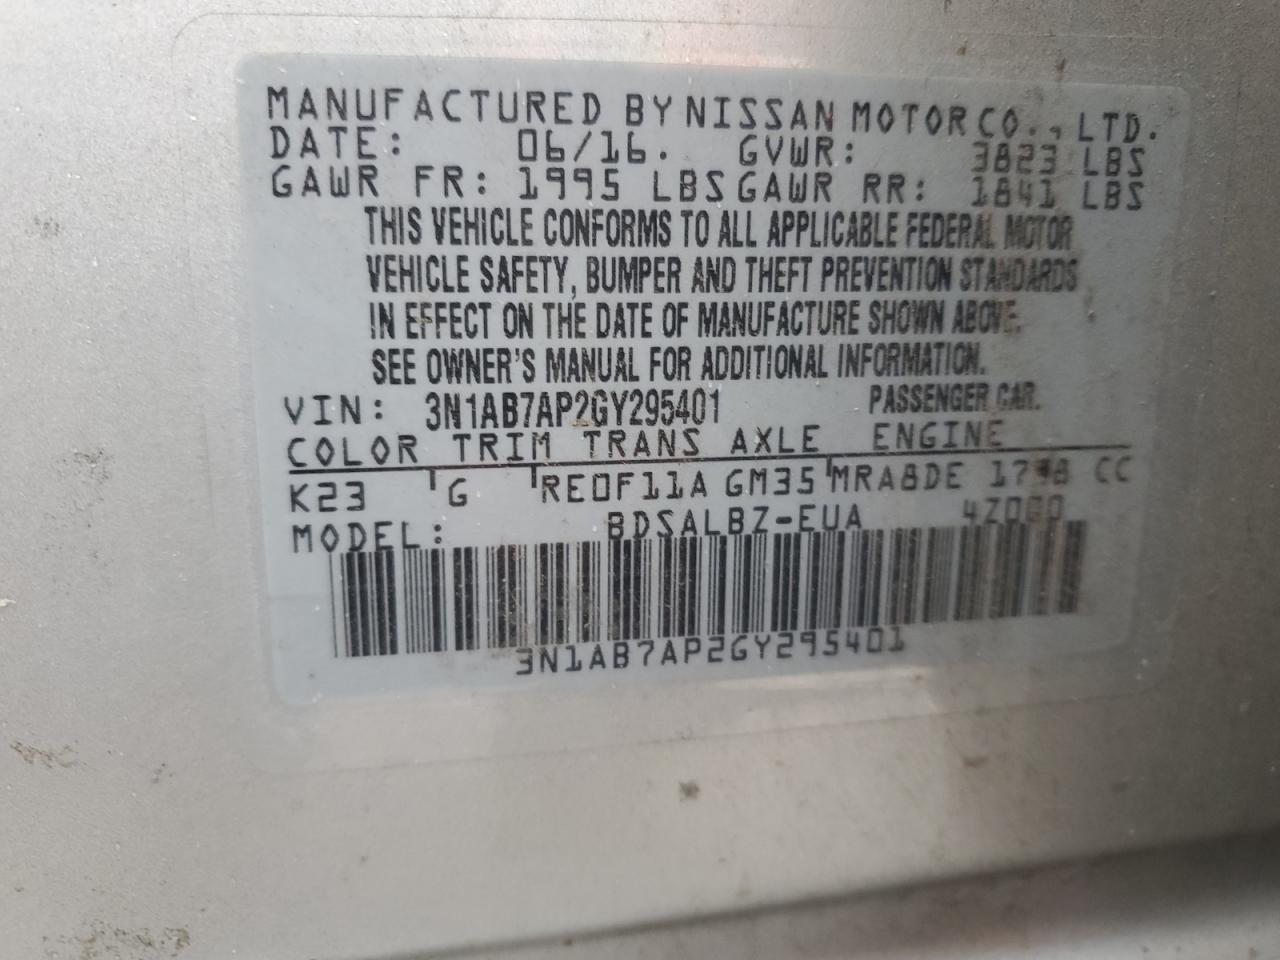 MANUFACTURED BY NISSAN MOTOR CO., LTD.
DATE: 06/16. GVWR: 3823 LBS
GAWR FR: 1995 LBS GAWR RR: 1841 LBS
THIS VEHICLE CONFORMS TO ALL APPLICABLE FEDERAL MOTOR
VEHICLE SAFETY, BUMPER AND THEFT PREVENTION STANDARDS
IN EFFECT ON THE DATE OF MANUFACTURE SHOWN ABOVE.
SEE OWNER'S MANUAL FOR ADDITIONAL INFORMATION.
VIN: 3N1AB7AP2GY295401 PASSENGER CAR.
COLOR TRIM TRANS AXLE ENGINE
K23 G RE0F11A GM35 MRA8DE 1798 CC
MODEL: BDSALBZ-EUA 4Z000
3N1AB7AP2GY295401